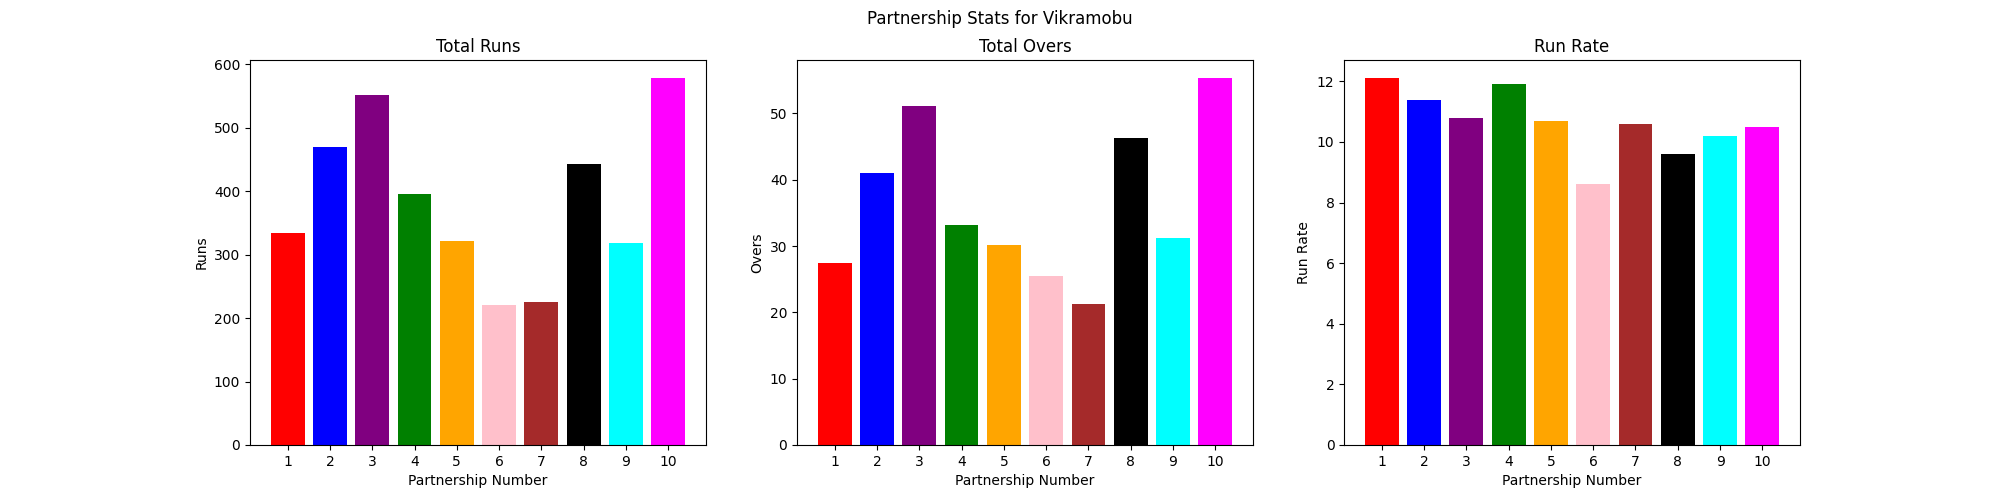 Partnership Stats for Vikramobu
Total Runs
600
500
400
300
200
100
0
Runs
1 2 3 4 5 6 7 8 9 10
Partnership Number
Total Overs
50
40
30
20
10
0
Overs
1 2 3 4 5 6 7 8 9 10
Partnership Number
Run Rate
12
10
8
6
4
2
0
Run Rate
1 2 3 4 5 6 7 8 9 10
Partnership Number